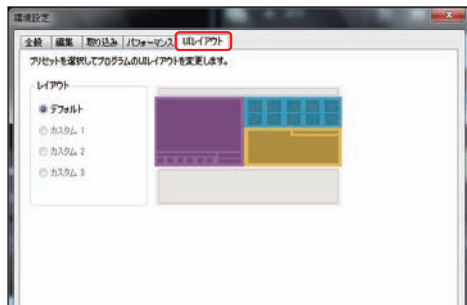 環境設定
全般 編集 取り込み パフォーマンス UIレイアウト
プリセットを選択してプログラムのUIレイアウトを変更します。
レイアウト
デフォルト
カスタム 1
カスタム 2
カスタム 3